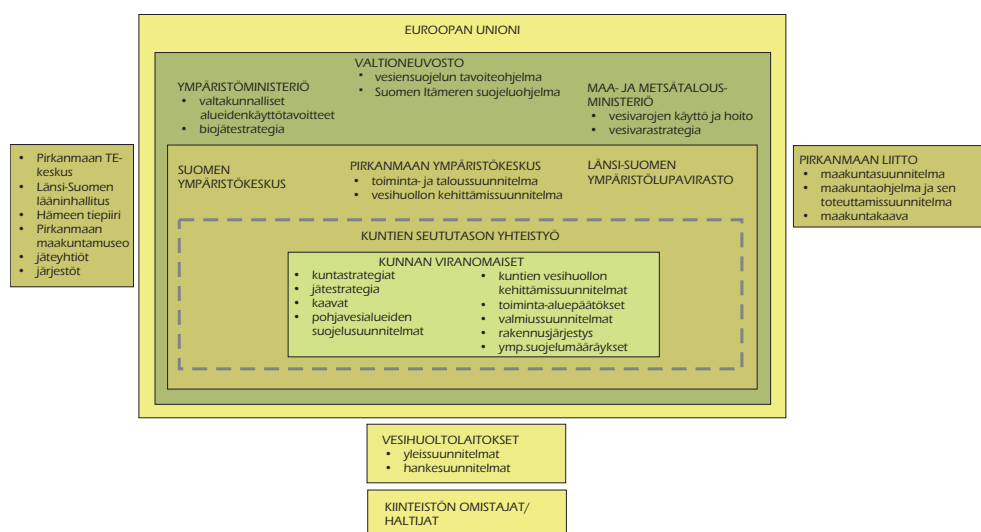 EUROOPAN UNIONI
VALTIONEUVOSTO
• vesiensuojelun tavoiteohjelma
• Suomen Itämeren suojeluohjelma
YMPÄRISTÖMINISTERIÖ
• valtakunnalliset
alueidenkäyttötavoitteet
• biojätestrategia
MAA- JA METSÄTALOUS-
MINISTERIÖ
• vesivarojen käyttö ja hoito
• vesivarastrategia
• Pirkanmaan TE-
keskus
• Länsi-Suomen
lääninhallitus
• Hämeen tiepiiri
• Pirkanmaan
maakuntamuseo
• jäteyhtiöt
• järjestöt
SUOMEN
YMPÄRISTÖKESKUS
PIRKANMAAN YMPÄRISTÖKESKUS
• toiminta- ja taloussuunnitelma
• vesihuollon kehittämissuunnitelma
LÄNSI-SUOMEN
YMPÄRISTÖLUPAVIRASTO
PIRKANMAAN LIITTO
• maakuntasuunnitelma
• maakuntaohjelma ja sen
toteuttamissuunnitelma
• maakuntakaava
KUNTIEN SEUTUTASON YHTEISTYÖ
KUNNAN VIRANOMAISET
• kuntastrategiat
• jätestrategia
• kaavat
• pohjavesialueiden
suojelusuunnitelmat
• kuntien vesihuollon
kehittämissuunnitelmat
• toiminta-aluepäätökset
• valmiussuunnitelmat
• rakennusjärjestys
• ymp.suojelumääräykset
VESIHUOLTOLAITOKSET
• yleissuunnitelmat
• hankesuunnitelmat
KIINTEISTÖN OMISTAJAT/
HALTIJAT